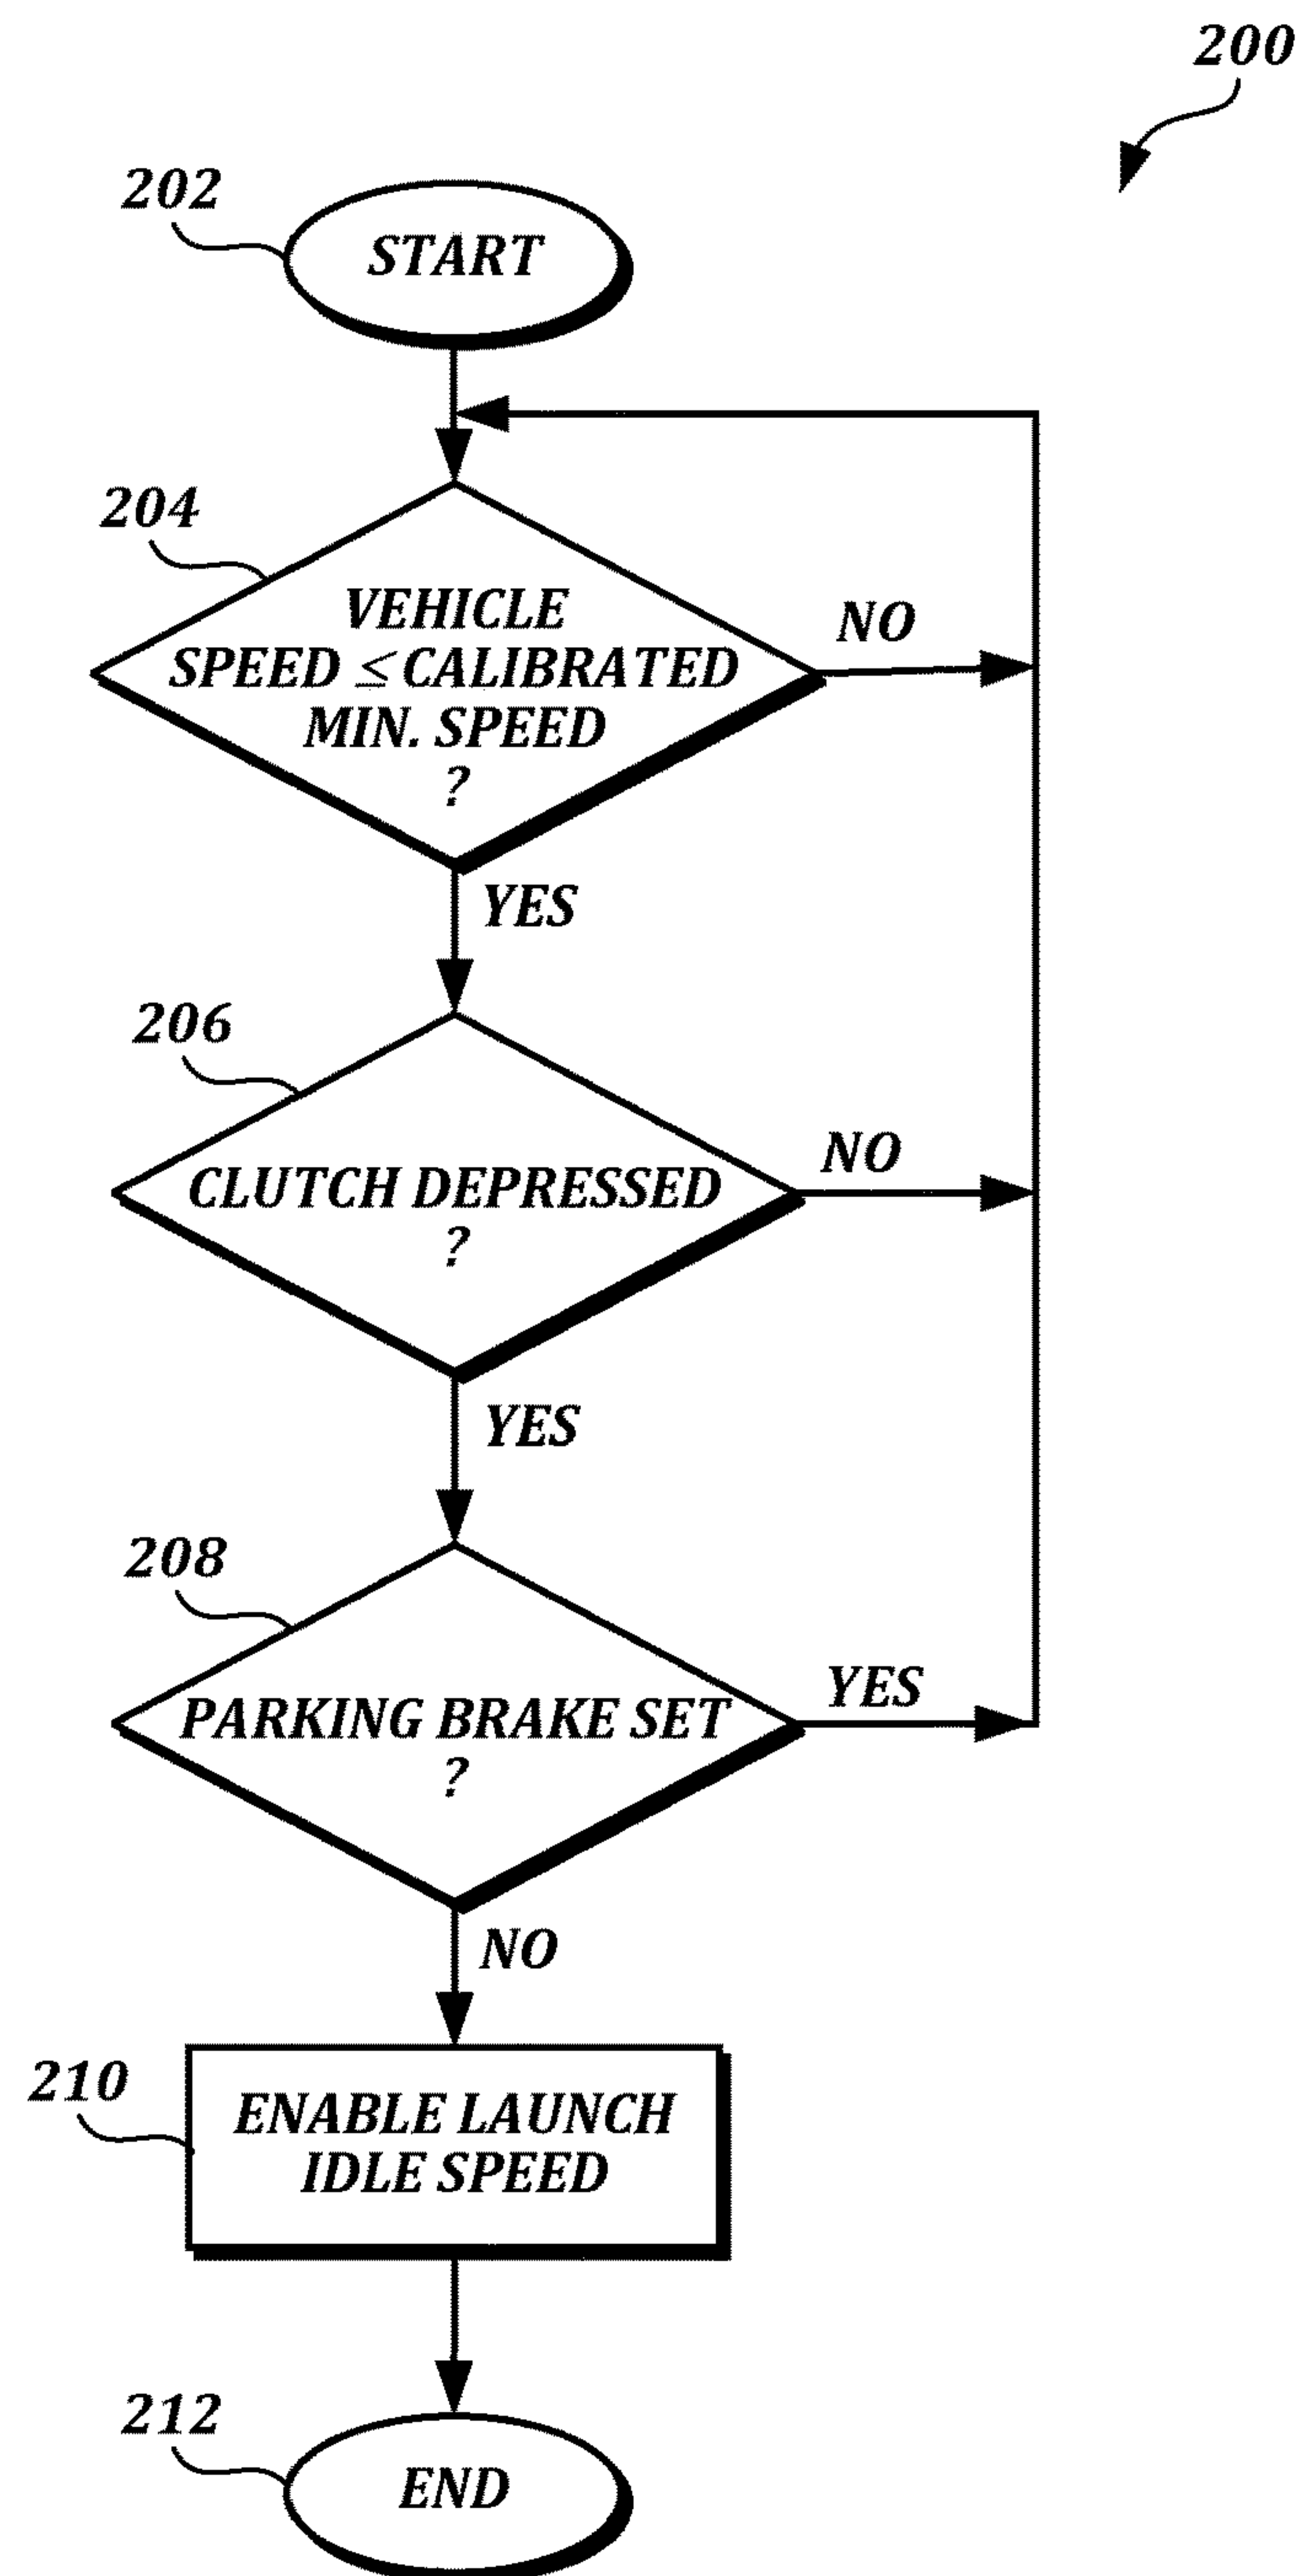 200
202
START
204
VEHICLE
SPEED ≤ CALIBRATED
MIN. SPEED
?
NO
YES
206
CLUTCH DEPRESSED
?
NO
YES
208
PARKING BRAKE SET
?
YES
NO
210
ENABLE LAUNCH
IDLE SPEED
212
END